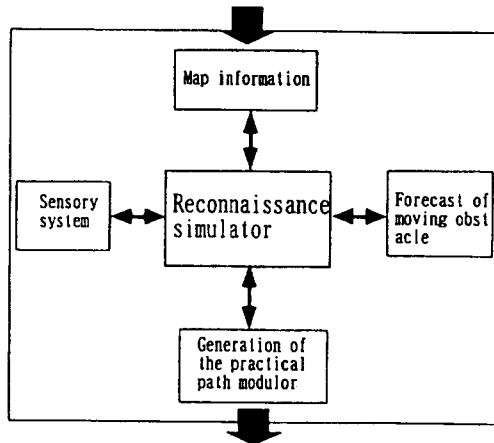 Map information
Sensory
system
Reconnaissance
simulator
Forecast of
moving obst
acle
Generation of
the practical
path modulor